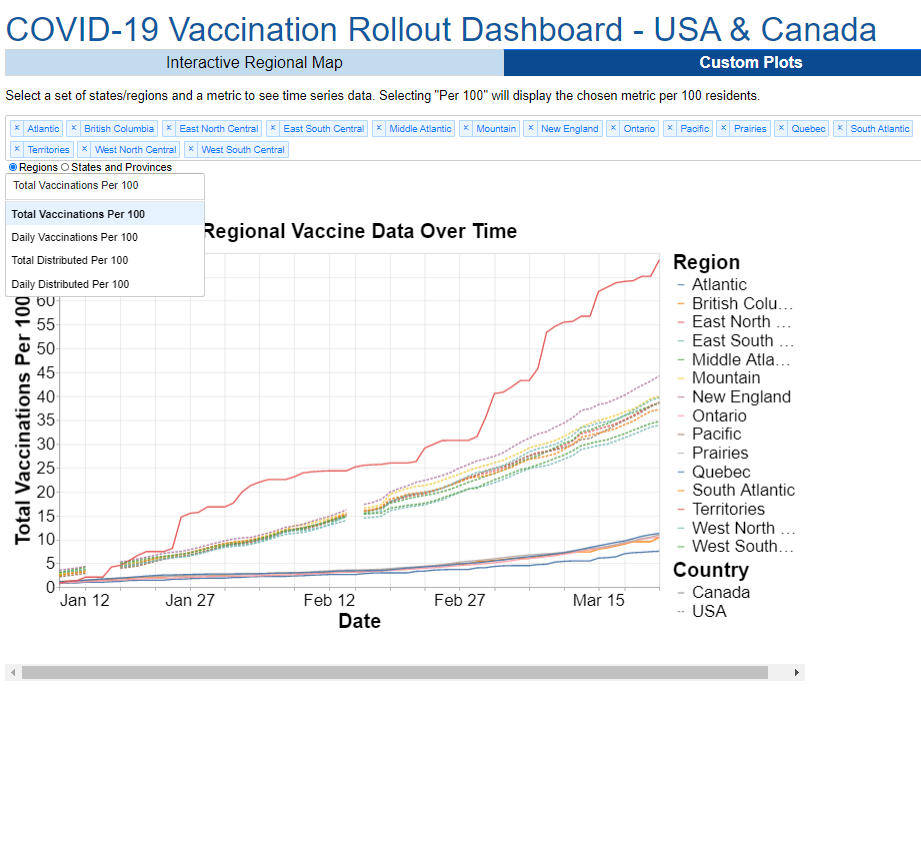 COVID-19 Vaccination Rollout Dashboard - USA & Canada
Interactive Regional Map
Custom Plots
Select a set of states/regions and a metric to see time series data. Selecting "Per 100" will display the chosen metric per 100 residents.
× Atlantic × British Columbia × East North Central × East South Central × Middle Atlantic × Mountain × New England × Ontario × Pacific × Prairies × Quebec × South Atlantic
× Territories × West North Central × West South Central
Regions States and Provinces
Total Vaccinations Per 100
Total Vaccinations Per 100
Daily Vaccinations Per 100
Total Distributed Per 100
Daily Distributed Per 100
Regional Vaccine Data Over Time
Total Vaccinations Per 100
60
55
50
45
40
35
30
25
20
15
10
5
0
Jan 12 Jan 27 Feb 12 Feb 27 Mar 15
Date
Region
Atlantic
British Colu…
East North …
East South …
Middle Atla…
Mountain
New England
Ontario
Pacific
Prairies
Quebec
South Atlantic
Territories
West North …
West South…
Country
Canada
USA